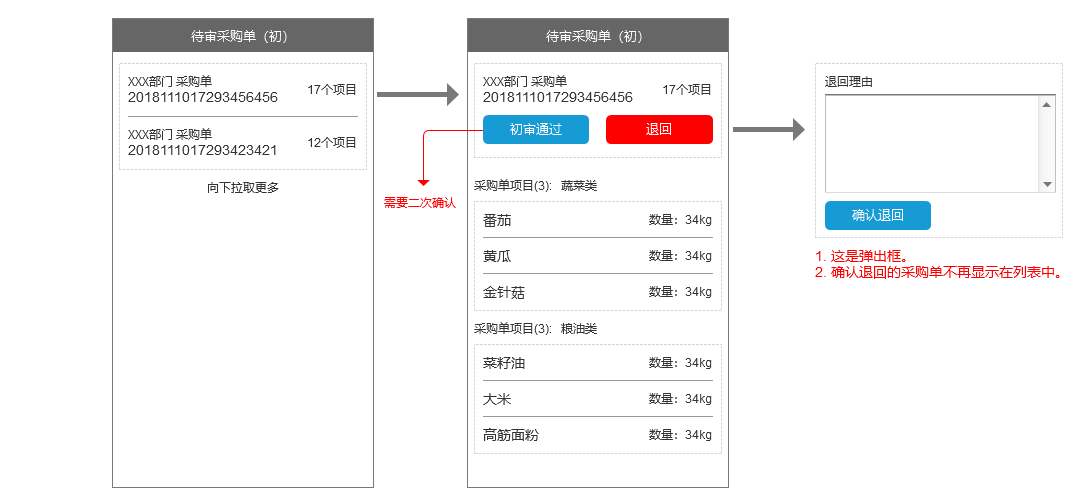 待审采购单（初）
XXX部门 采购单
2018111017293456456
17个项目
XXX部门 采购单
2018111017293423421
12个项目
向下拉取更多
待审采购单（初）
XXX部门 采购单
2018111017293456456
17个项目
初审通过
退回
需要二次确认
采购单项目(3): 蔬菜类
番茄 数量: 34kg
黄瓜 数量: 34kg
金针菇 数量: 34kg
采购单项目(3): 粮油类
菜籽油 数量: 34kg
大米 数量: 34kg
高筋面粉 数量: 34kg
退回理由
确认退回
1. 这是弹出框。
2. 确认退回的采购单不再显示在列表中。